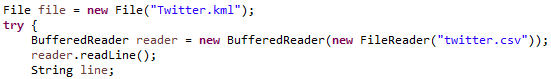 File file = new File("Twitter.kml");
try {
    BufferedReader reader = new BufferedReader(new FileReader("twitter.csv"));
    reader.readLine();
    String line;